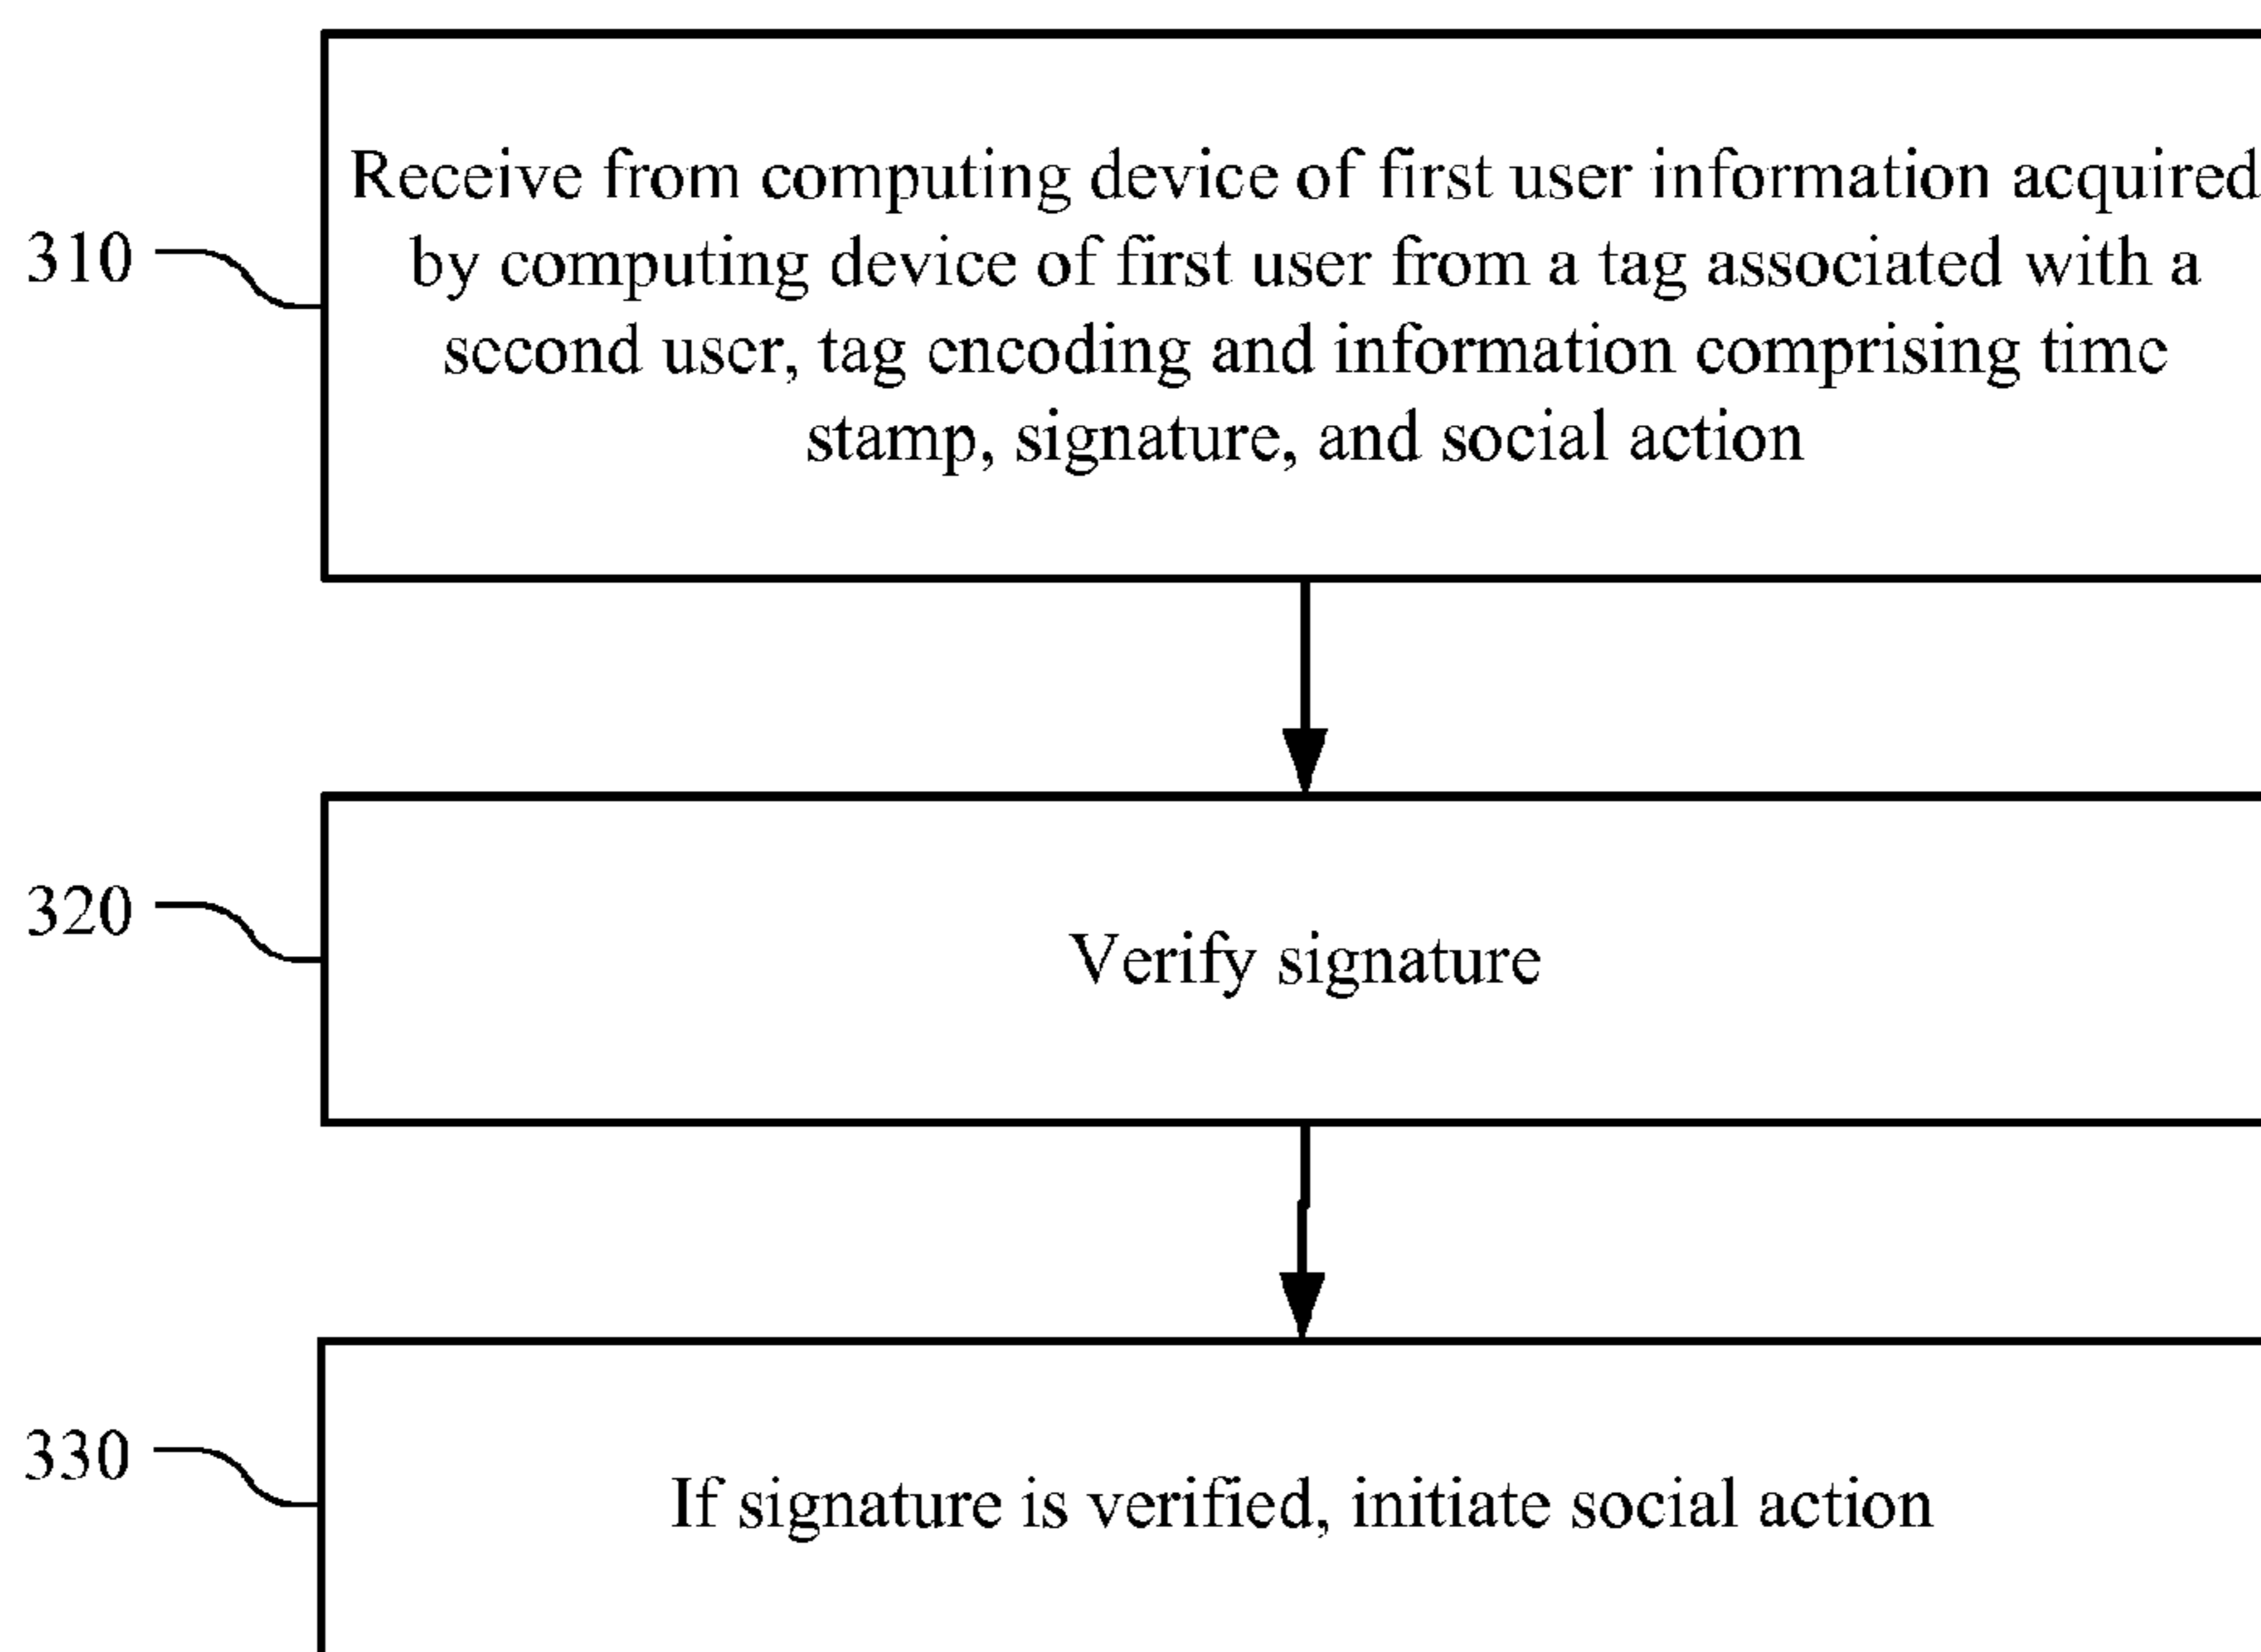 Receive from computing device of first user information acquired
310
by computing device of first user from a tag associated with a
second user, tag encoding and information comprising time
stamp, signature, and social action
320
Verify signature
330
If signature is verified, initiate social action